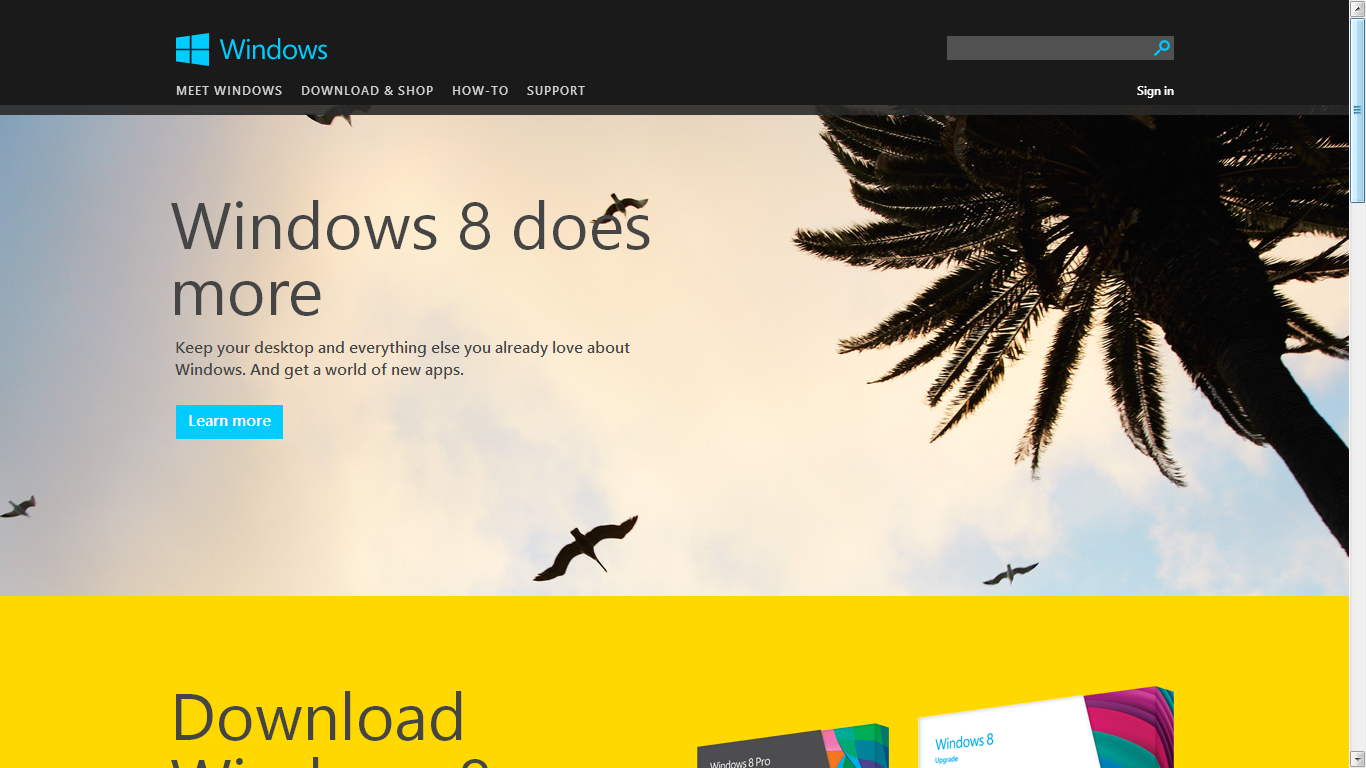 Windows
MEET WINDOWS DOWNLOAD & SHOP HOW-TO SUPPORT
Sign in
Windows 8 does
more
Keep your desktop and everything else you already love about
Windows. And get a world of new apps.
Learn more
Download
Windows 8
Windows 8 Pro
Windows 8
Upgrade